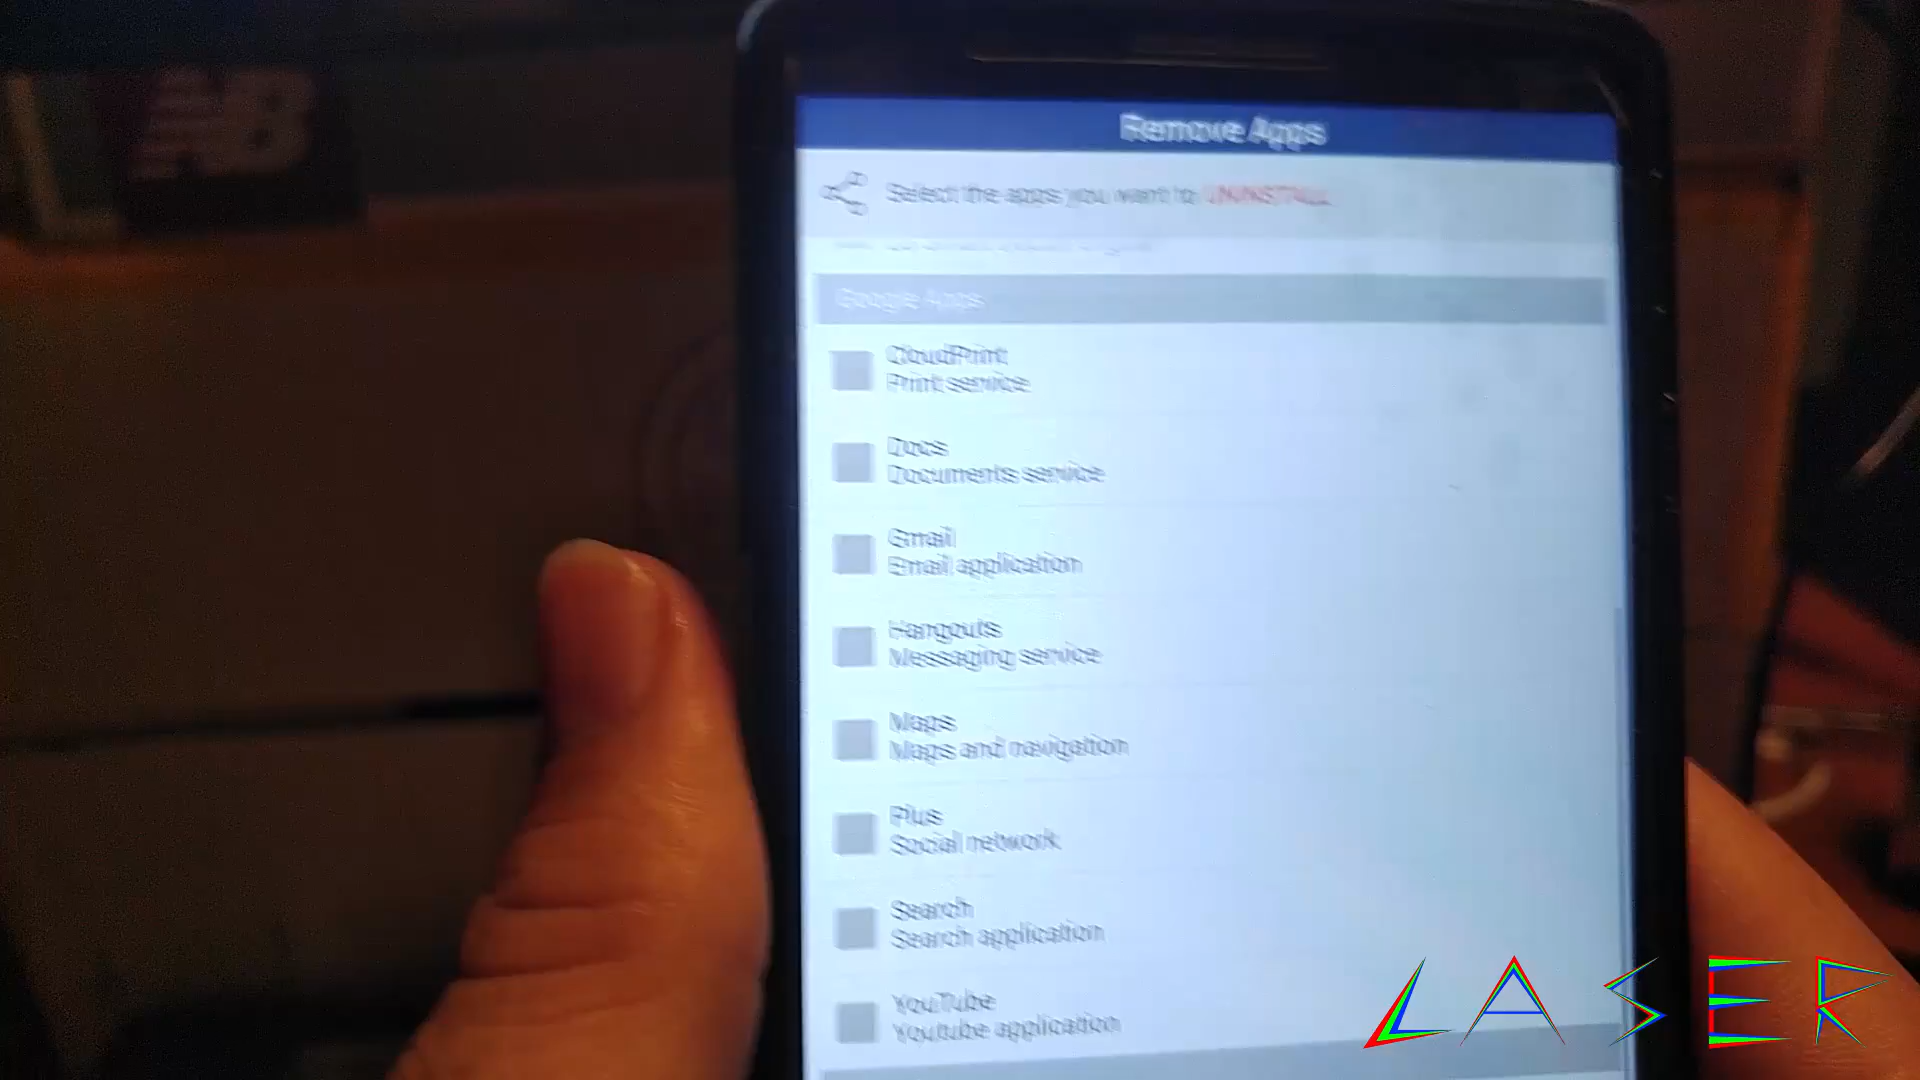 NB
Remove Apps
Select the apps you want to UNINSTALL
Google Apps
CloudPrint
Print service
Docs
Documents service
Gmail
Email application
Hangouts
Messaging service
Maps
Maps and navigation
Plus
Social network
Search
Search application
YouTube
Youtube application
LASER